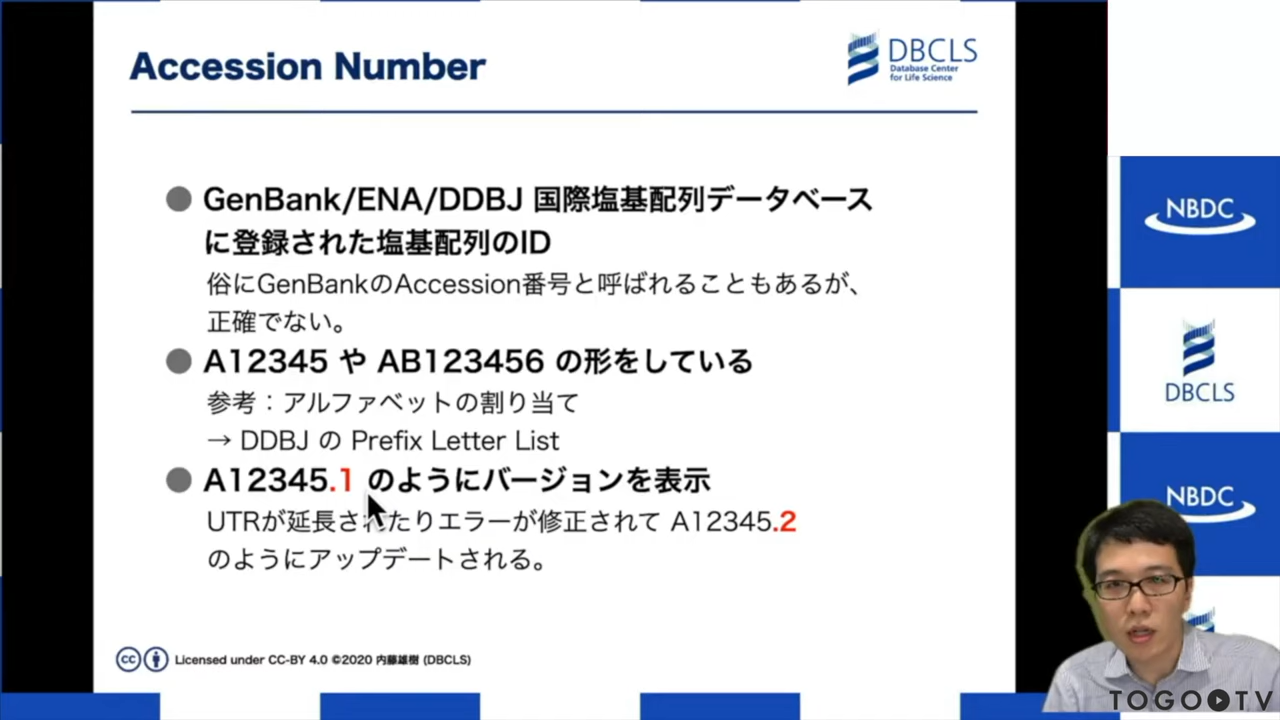 Accession Number
DBCLS
Database Center
for Life Science
GenBank/ENA/DDBJ 国際塩基配列データベース
に登録された塩基配列のID
俗にGenBankのAccession番号と呼ばれることもあるが、
正確でない。
A12345 や AB123456 の形をしている
参考：アルファベットの割り当て
→ DDBJ の Prefix Letter List
A12345.1 のようにバージョンを表示
UTRが延長されたりエラーが修正されて A12345.2
のようにアップデートされる。
cc Licensed under CC-BY 4.0 ©2020 内藤雄樹 (DBCLS)
NBDC
DBCLS
NBDC
TOGO TV